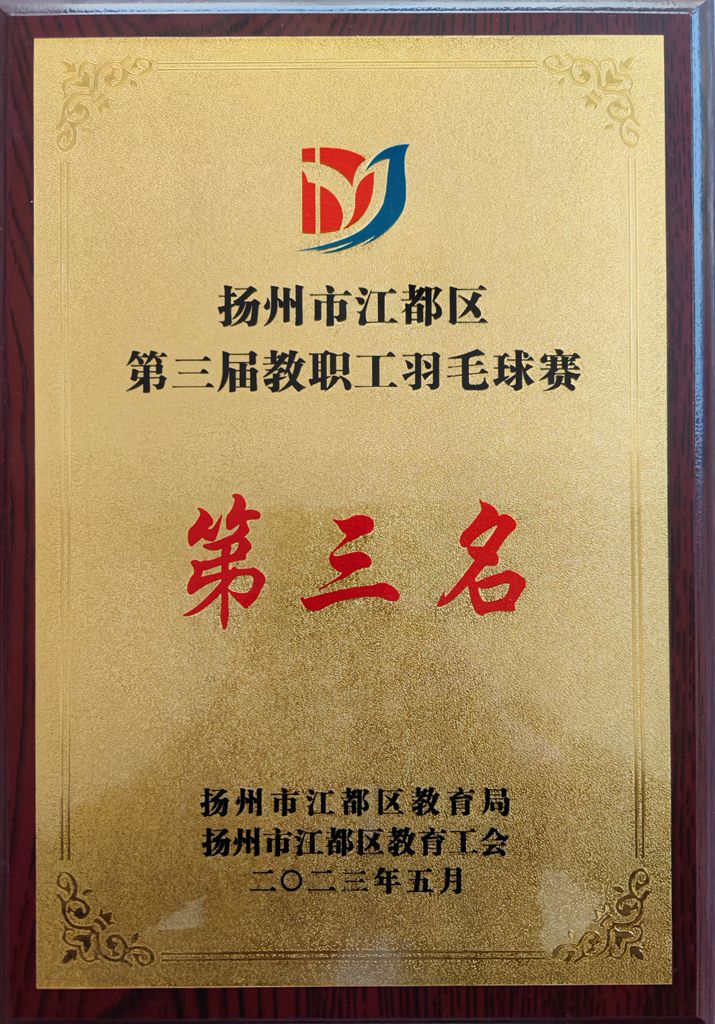 扬州市江都区
第三届教职工羽毛球赛
第三名
扬州市江都区教育局
扬州市江都区教育工会
二〇二三年五月